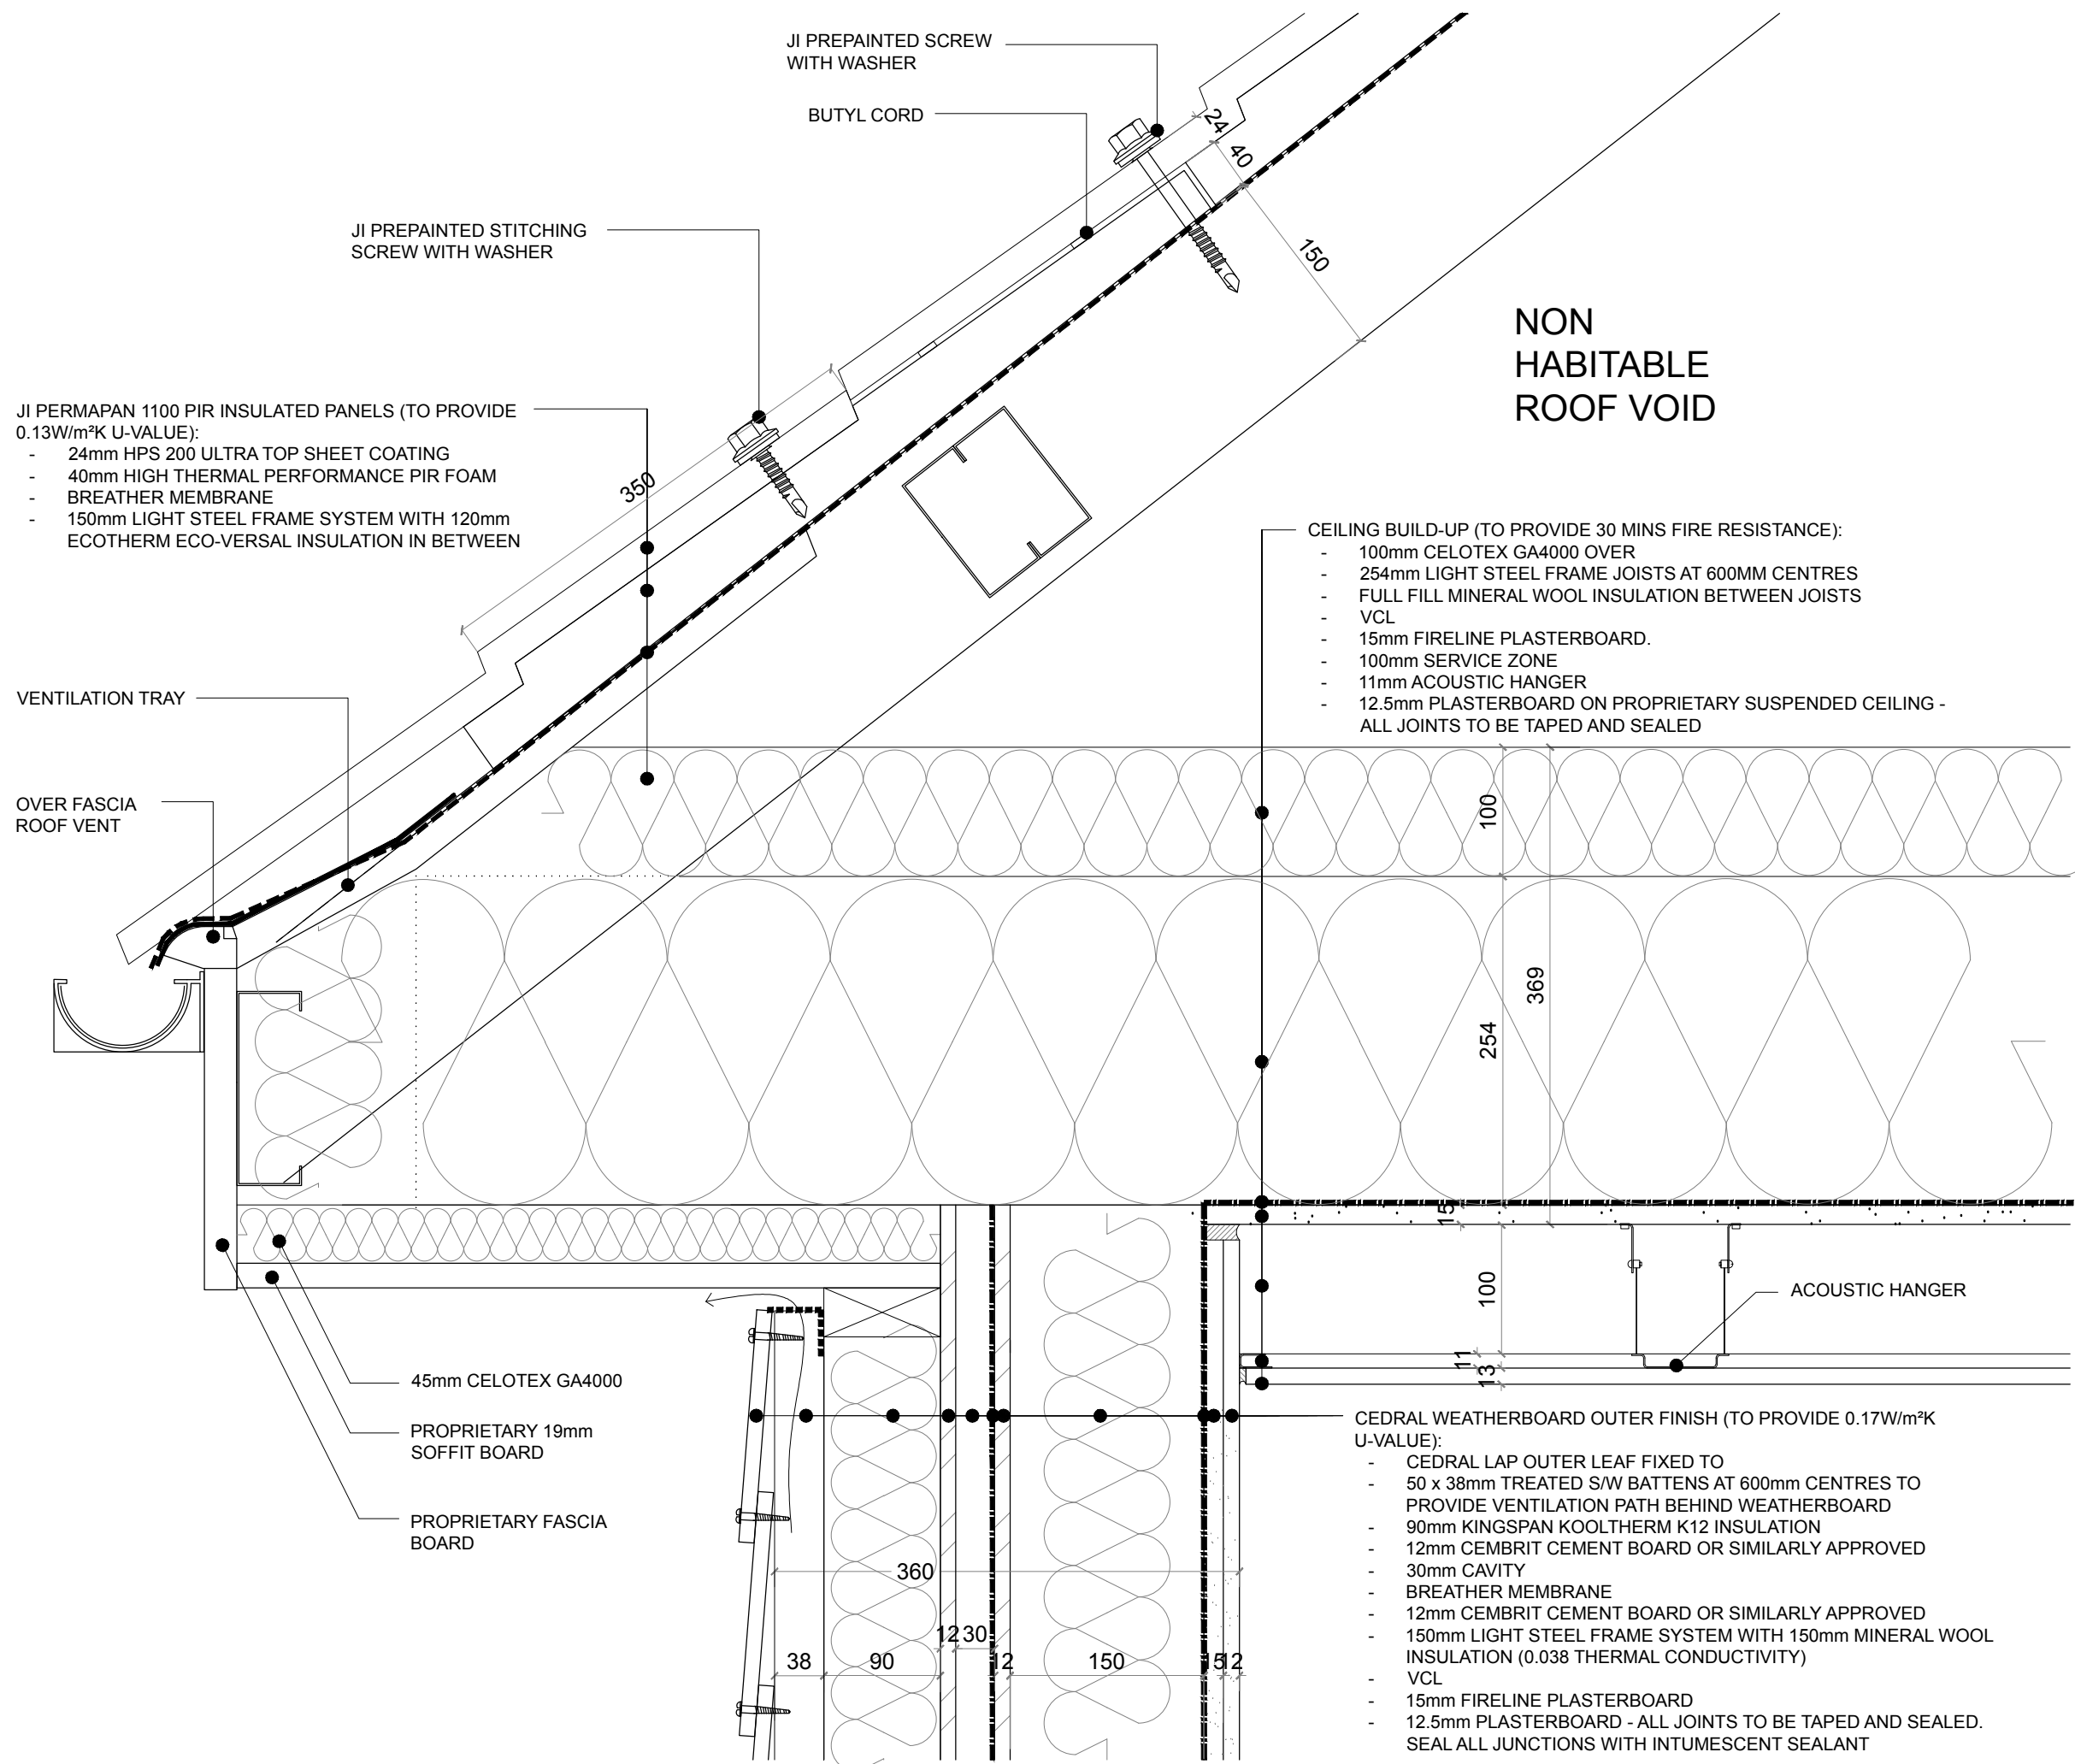 JI PREPAINTED SCREW
WITH WASHER
BUTYL CORD
24
40
150
JI PREPAINTED STITCHING
SCREW WITH WASHER
350
NON
HABITABLE
ROOF VOID
JI PERMAPAN 1100 PIR INSULATED PANELS (TO PROVIDE
0.13W/m²K U-VALUE):
- 24mm HPS 200 ULTRA TOP SHEET COATING
- 40mm HIGH THERMAL PERFORMANCE PIR FOAM
- BREATHER MEMBRANE
- 150mm LIGHT STEEL FRAME SYSTEM WITH 120mm
ECOTHERM ECO-VERSAL INSULATION IN BETWEEN
CEILING BUILD-UP (TO PROVIDE 30 MINS FIRE RESISTANCE):
- 100mm CELOTEX GA4000 OVER
- 254mm LIGHT STEEL FRAME JOISTS AT 600MM CENTRES
- FULL FILL MINERAL WOOL INSULATION BETWEEN JOISTS
- VCL
- 15mm FIRELINE PLASTERBOARD.
- 100mm SERVICE ZONE
- 11mm ACOUSTIC HANGER
- 12.5mm PLASTERBOARD ON PROPRIETARY SUSPENDED CEILING -
ALL JOINTS TO BE TAPED AND SEALED
VENTILATION TRAY
OVER FASCIA
ROOF VENT
100
369
254
15
100
11
13
ACOUSTIC HANGER
45mm CELOTEX GA4000
PROPRIETARY 19mm
SOFFIT BOARD
PROPRIETARY FASCIA
BOARD
CEDRAL WEATHERBOARD OUTER FINISH (TO PROVIDE 0.17W/m²K
U-VALUE):
- CEDRAL LAP OUTER LEAF FIXED TO
- 50 x 38mm TREATED S/W BATTENS AT 600mm CENTRES TO
PROVIDE VENTILATION PATH BEHIND WEATHERBOARD
- 90mm KINGSPAN KOOLTHERM K12 INSULATION
- 12mm CEMBRIT CEMENT BOARD OR SIMILARLY APPROVED
- 30mm CAVITY
- BREATHER MEMBRANE
- 12mm CEMBRIT CEMENT BOARD OR SIMILARLY APPROVED
- 150mm LIGHT STEEL FRAME SYSTEM WITH 150mm MINERAL WOOL
INSULATION (0.038 THERMAL CONDUCTIVITY)
- VCL
- 15mm FIRELINE PLASTERBOARD
- 12.5mm PLASTERBOARD - ALL JOINTS TO BE TAPED AND SEALED.
SEAL ALL JUNCTIONS WITH INTUMESCENT SEALANT
360
12 30
38 90 12 150 15 12